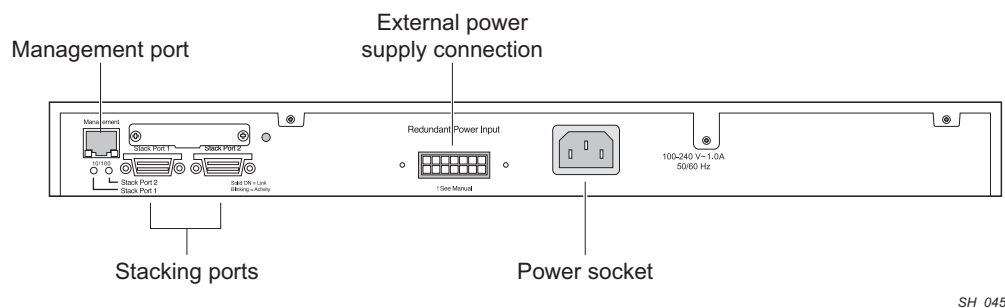 External power
supply connection
Management port
Management
Stack Port 1
Stack Port 2
10/100
Stack Port 2
Stack Port 1
Solid ON = Link
Blinking = Activity
Redundant Power Input
! See Manual
100-240 V~1.0A
50/60 Hz
Stacking ports
Power socket
SH_045